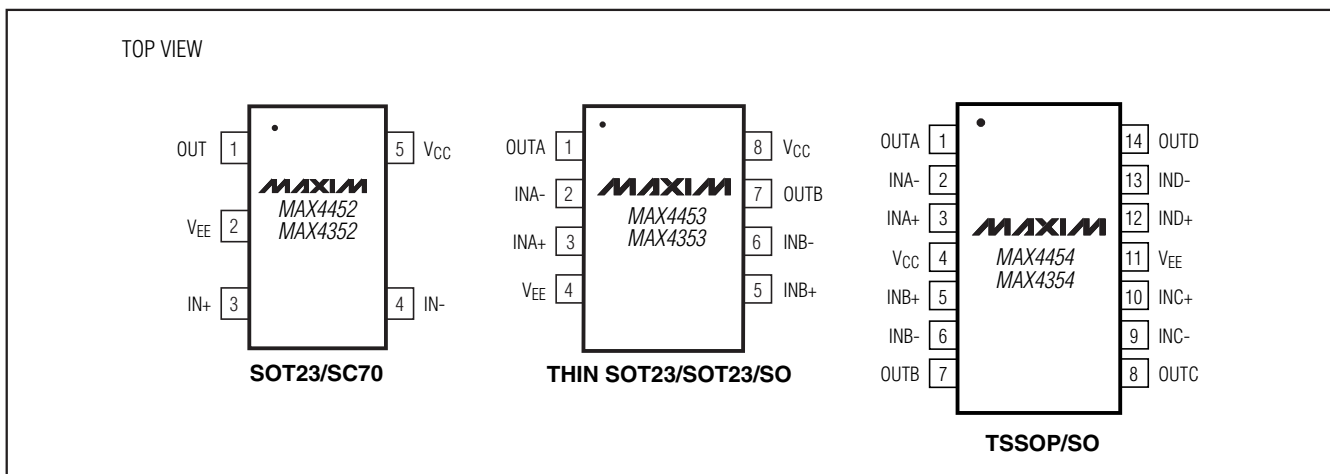 TOP VIEW
OUT 1
VEE 2
IN+ 3
5 VCC
4 IN-
MAXIM
MAX4452
MAX4352
SOT23/SC70
OUTA 1
INA- 2
INA+ 3
VEE 4
8 VCC
7 OUTB
6 INB-
5 INB+
MAXIM
MAX4453
MAX4353
THIN SOT23/SOT23/SO
OUTA 1
INA- 2
INA+ 3
VCC 4
INB+ 5
INB- 6
OUTB 7
14 OUTD
13 IND-
12 IND+
11 VEE
10 INC+
9 INC-
8 OUTC
MAXIM
MAX4454
MAX4354
TSSOP/SO